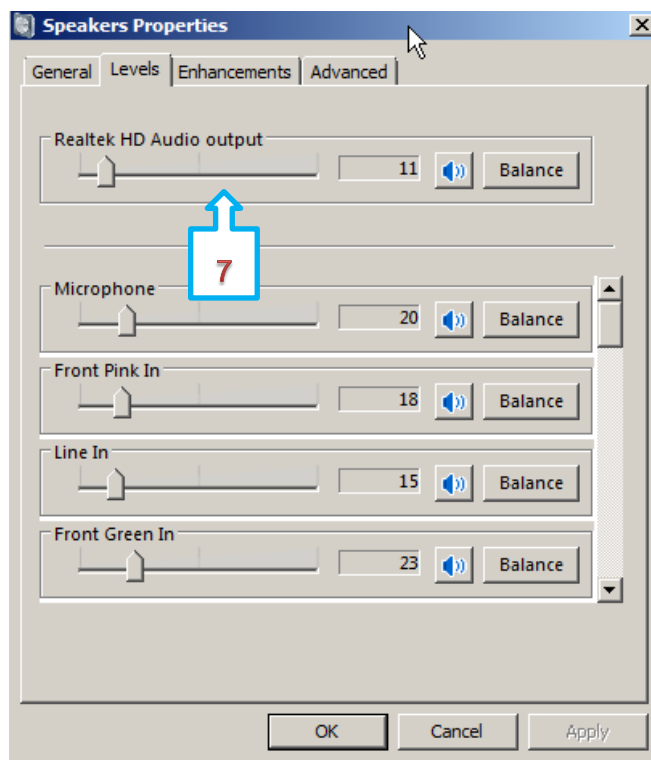 Speakers Properties
General Levels Enhancements Advanced
Realtek HD Audio output
11 Balance
7
Microphone
20 Balance
Front Pink In
18 Balance
Line In
15 Balance
Front Green In
23 Balance
OK Cancel Apply